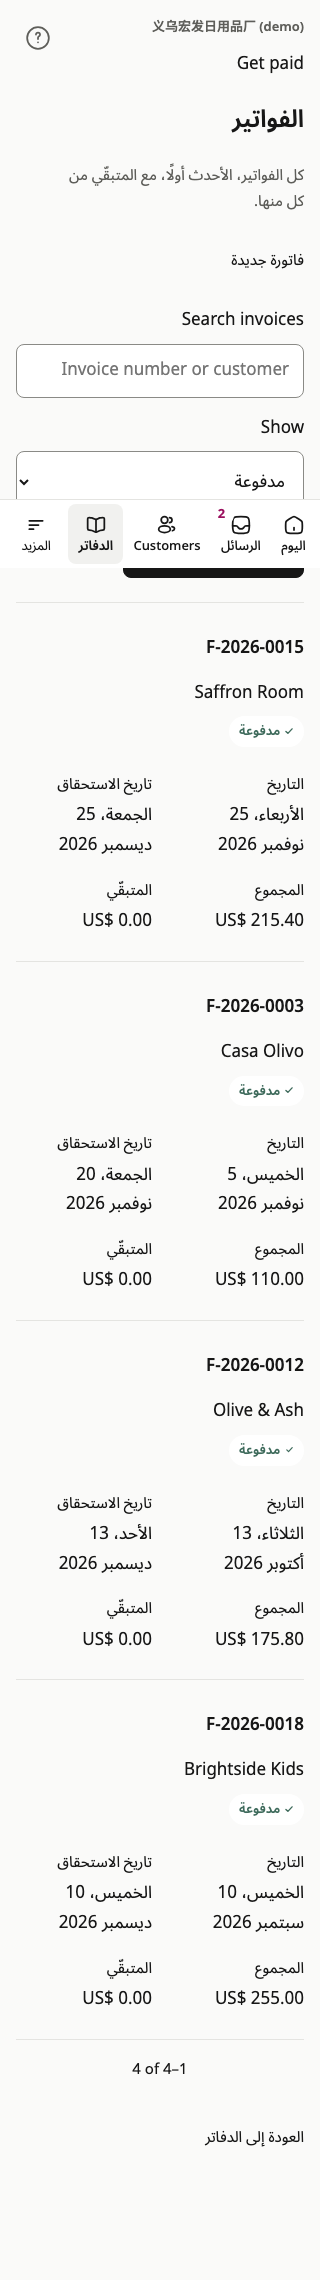 义乌宏发日用品厂 (demo)
Get paid
الفواتير
كل الفواتير، الأحدث أولًا، مع المتبقّي من
كل منها.
فاتورة جديدة
Search invoices
Invoice number or customer
Show
مدفوعة
اليوم
الرسائل
2
Customers
الدفاتر
المزيد
F-2026-0015
Saffron Room
مدفوعة
التاريخ
الأربعاء، 25
نوفمبر 2026
تاريخ الاستحقاق
الجمعة، 25
ديسمبر 2026
المجموع
US$ 215.40
المتبقّي
US$ 0.00
F-2026-0003
Casa Olivo
مدفوعة
التاريخ
الخميس، 5
نوفمبر 2026
تاريخ الاستحقاق
الجمعة، 20
نوفمبر 2026
المجموع
US$ 110.00
المتبقّي
US$ 0.00
F-2026-0012
Olive & Ash
مدفوعة
التاريخ
الثلاثاء، 13
أكتوبر 2026
تاريخ الاستحقاق
الأحد، 13
ديسمبر 2026
المجموع
US$ 175.80
المتبقّي
US$ 0.00
F-2026-0018
Brightside Kids
مدفوعة
التاريخ
الخميس، 10
سبتمبر 2026
تاريخ الاستحقاق
الخميس، 10
ديسمبر 2026
المجموع
US$ 255.00
المتبقّي
US$ 0.00
4 of 4–1
العودة إلى الدفاتر